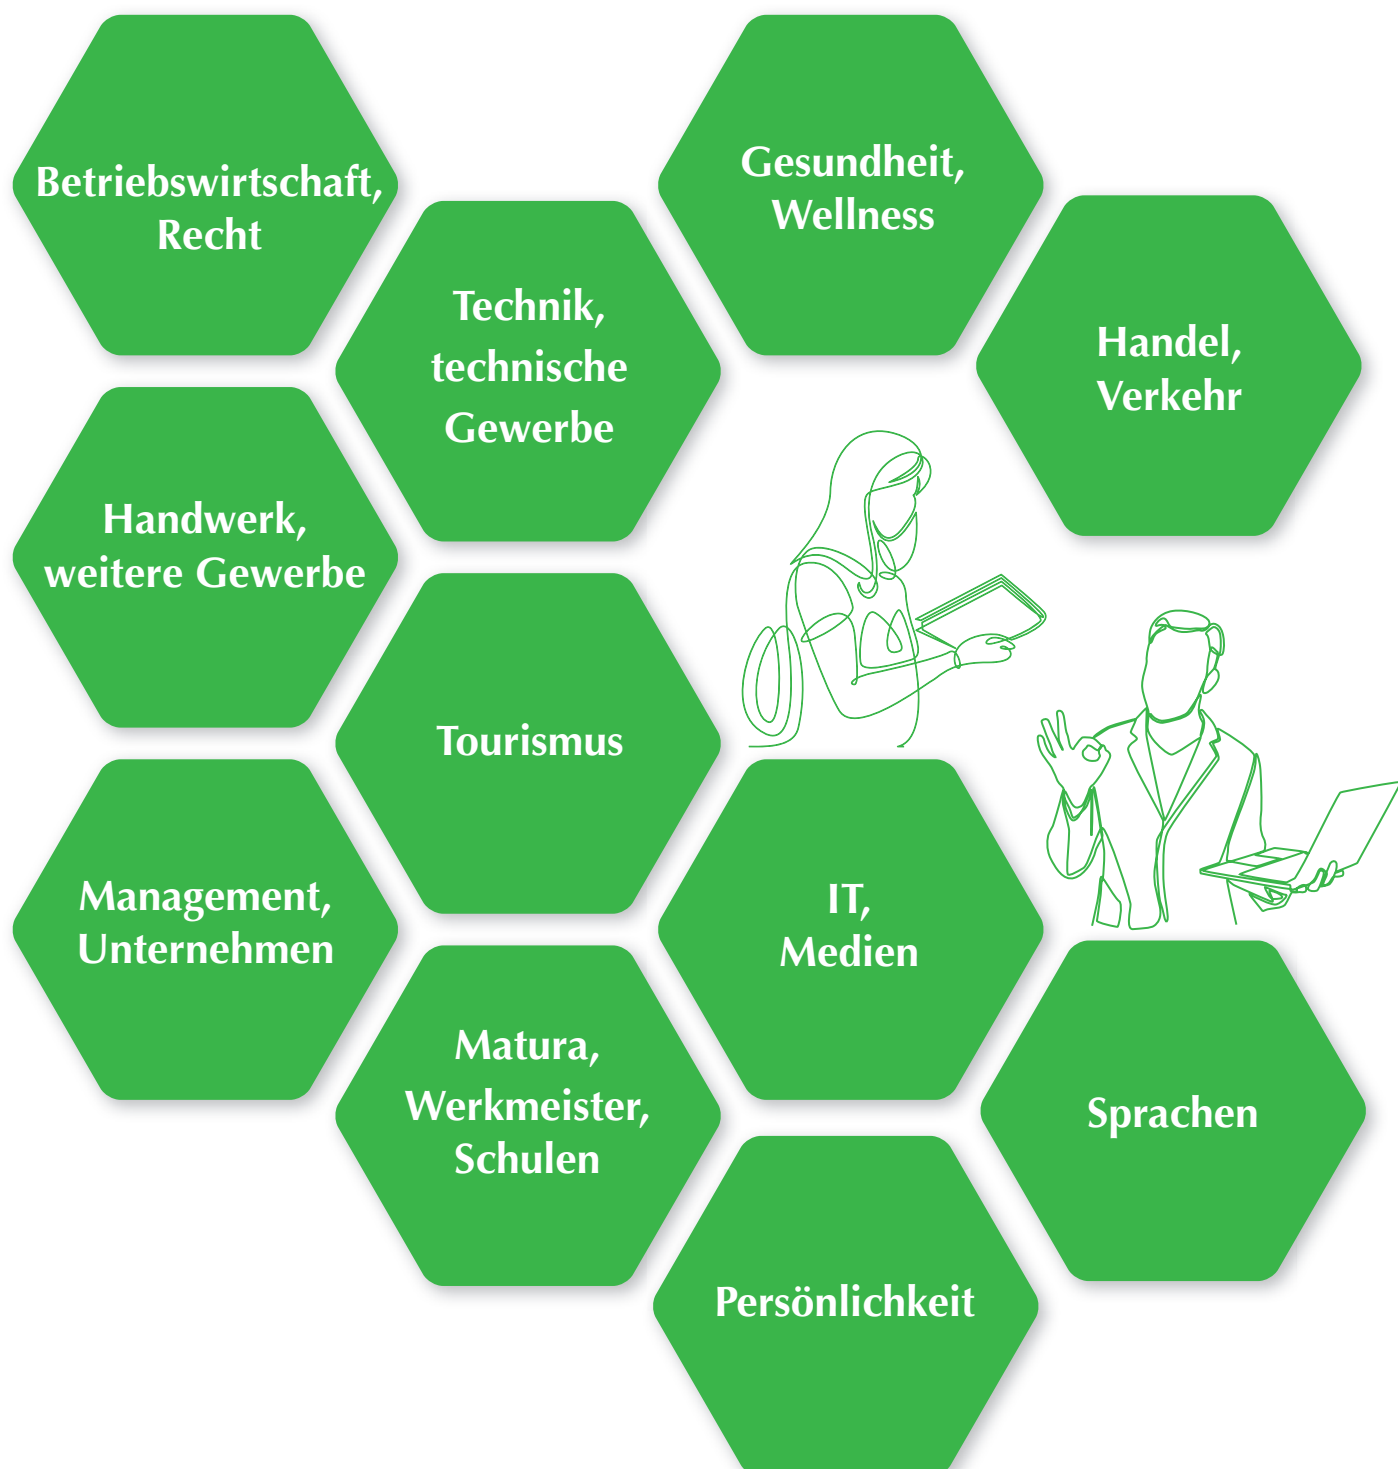 Betriebswirtschaft,
Recht
Gesundheit,
Wellness
Technik,
technische
Gewerbe
Handel,
Verkehr
Handwerk,
weitere Gewerbe
Tourismus
Management,
Unternehmen
IT,
Medien
Matura,
Werkmeister,
Schulen
Sprachen
Persönlichkeit